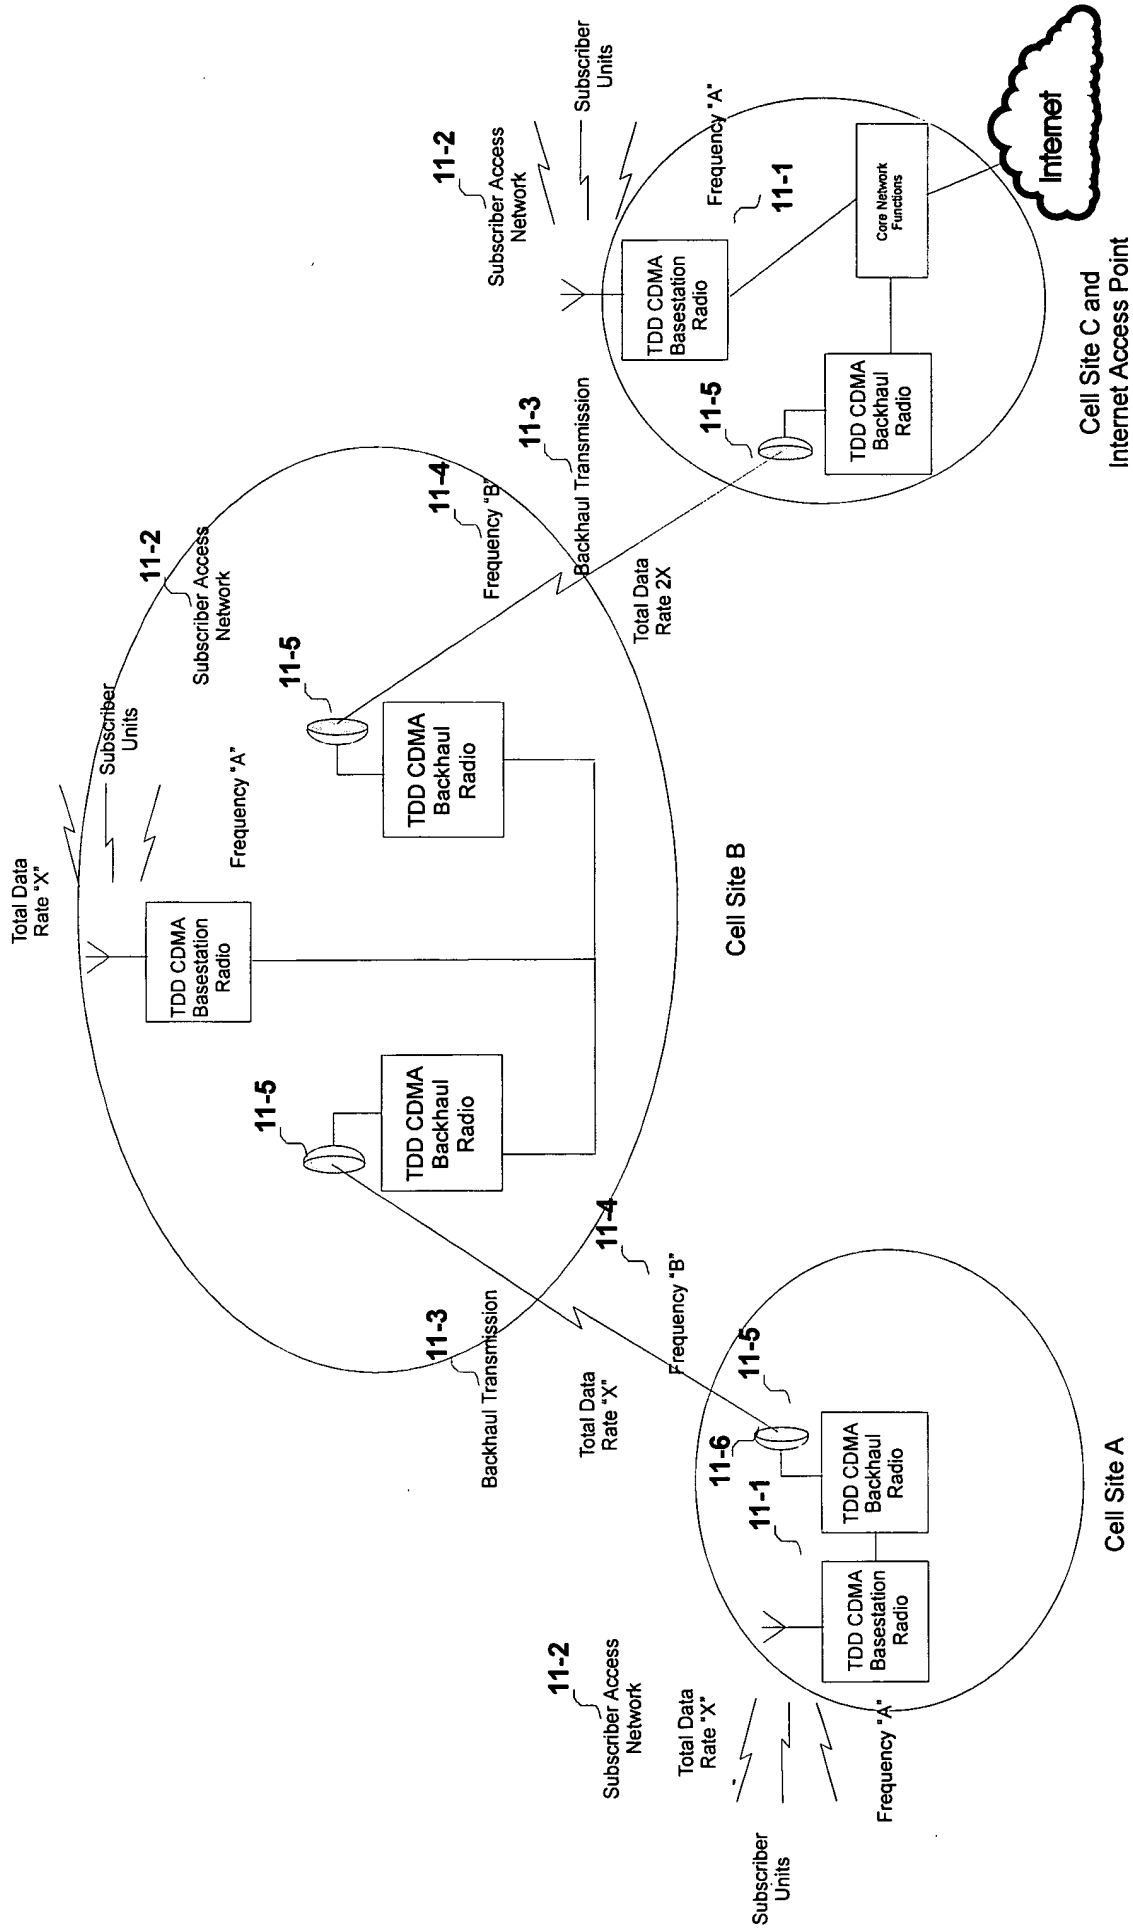 Total Data
Rate "X"
Subscriber
Units
11-2
Subscriber Access
Network
TDD CDMA
Basestation
Radio
Frequency "A"
11-5
11-5
TDD CDMA
Backhaul
Radio
TDD CDMA
Backhaul
Radio
11-3
Backhaul Transmission
11-4
Frequency "B"
11-2
Subscriber Access
Network
Subscriber
Units
11-3
Backhaul Transmission
Total Data
Rate "X"
11-4
Frequency "B"
Total Data
Rate 2X
11-2
Subscriber Access
Network
Total Data
Rate "X"
TDD CDMA
Basestation
Radio
11-5
Frequency "A"
11-1
Cell Site B
Subscriber
Units
11-1
11-6
11-5
TDD CDMA
Basestation
Radio
TDD CDMA
Backhaul
Radio
TDD CDMA
Backhaul
Radio
Core Network
Functions
Frequency "A"
Internet
Cell Site A
Cell Site C and
Internet Access Point